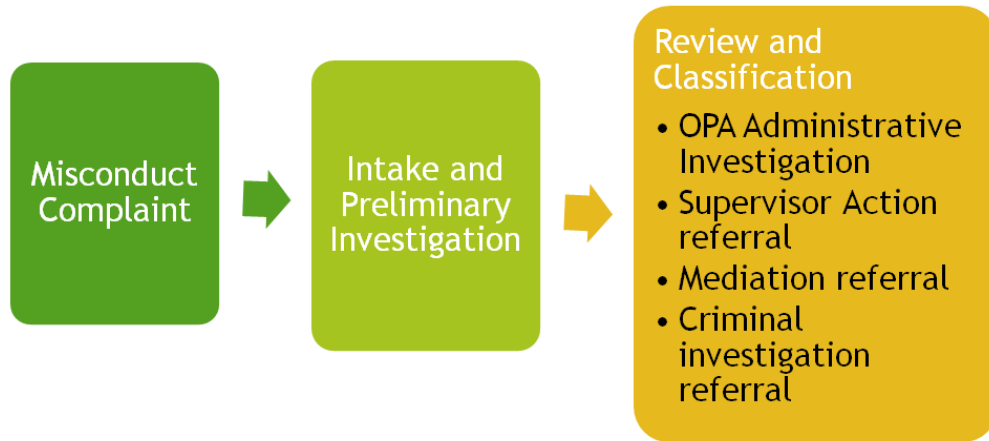 Misconduct
Complaint
Intake and
Preliminary
Investigation
Review and
Classification
• OPA Administrative
Investigation
• Supervisor Action
referral
• Mediation referral
• Criminal
investigation
referral